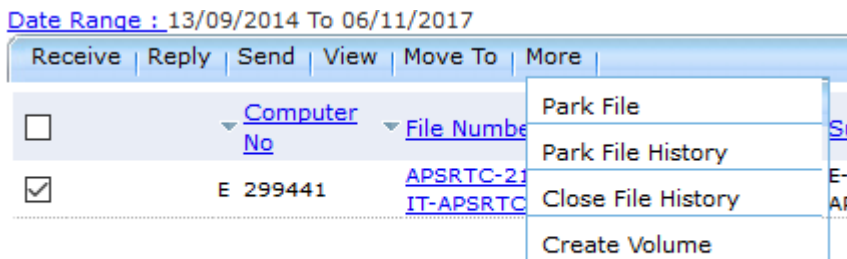 Date Range : 13/09/2014 To 06/11/2017
Receive Reply Send View Move To More
Park File
Computer No
File Numbe
Park File History
E 299441
APSRTC-21
IT-APSRTC
E-
Close File History
Create Volume